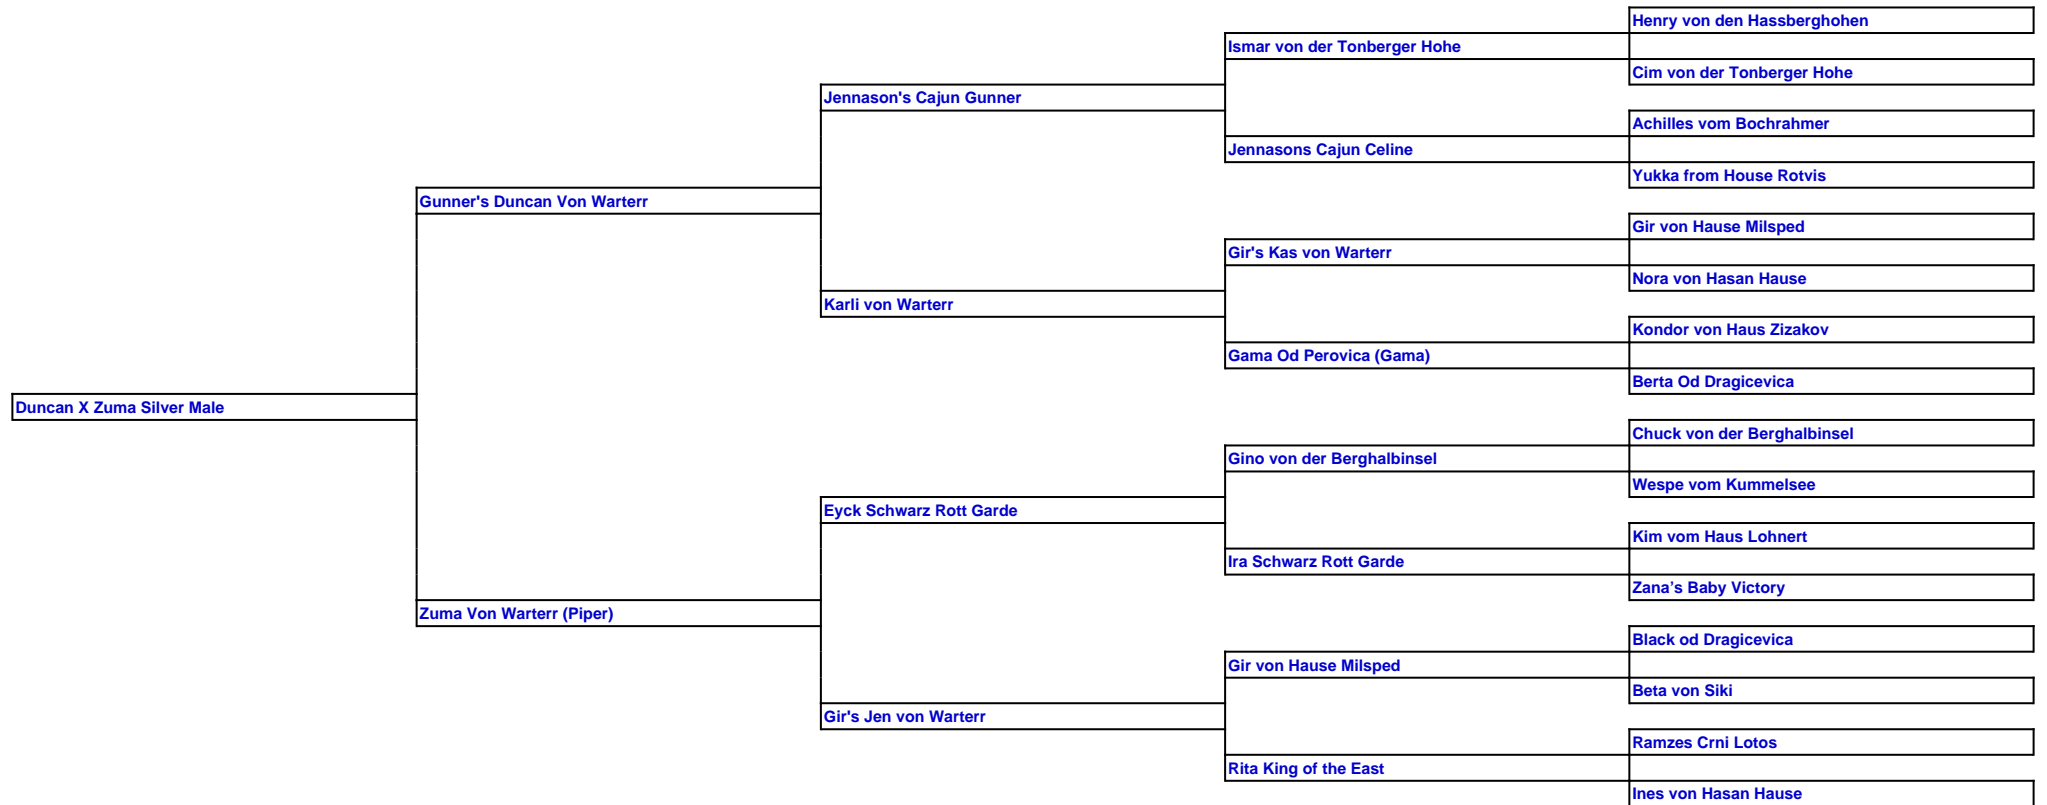 Henry von den Hassberghohen
Ismar von der Tonberger Hohe
Cim von der Tonberger Hohe
Jennason's Cajun Gunner
Achilles vom Bochrahmer
Jennasons Cajun Celine
Yukka from House Rotvis
Gunner's Duncan Von Warterr
Gir von Hause Milsped
Gir's Kas von Warterr
Nora von Hasan Hause
Karli von Warterr
Kondor von Haus Zizakov
Gama Od Perovica (Gama)
Berta Od Dragicevica
Duncan X Zuma Silver Male
Chuck von der Berghalbinsel
Gino von der Berghalbinsel
Wespe vom Kummelsee
Eyck Schwarz Rott Garde
Kim vom Haus Lohnert
Ira Schwarz Rott Garde
Zana’s Baby Victory
Zuma Von Warterr (Piper)
Black od Dragicevica
Gir von Hause Milsped
Beta von Siki
Gir's Jen von Warterr
Ramzes Crni Lotos
Rita King of the East
Ines von Hasan Hause